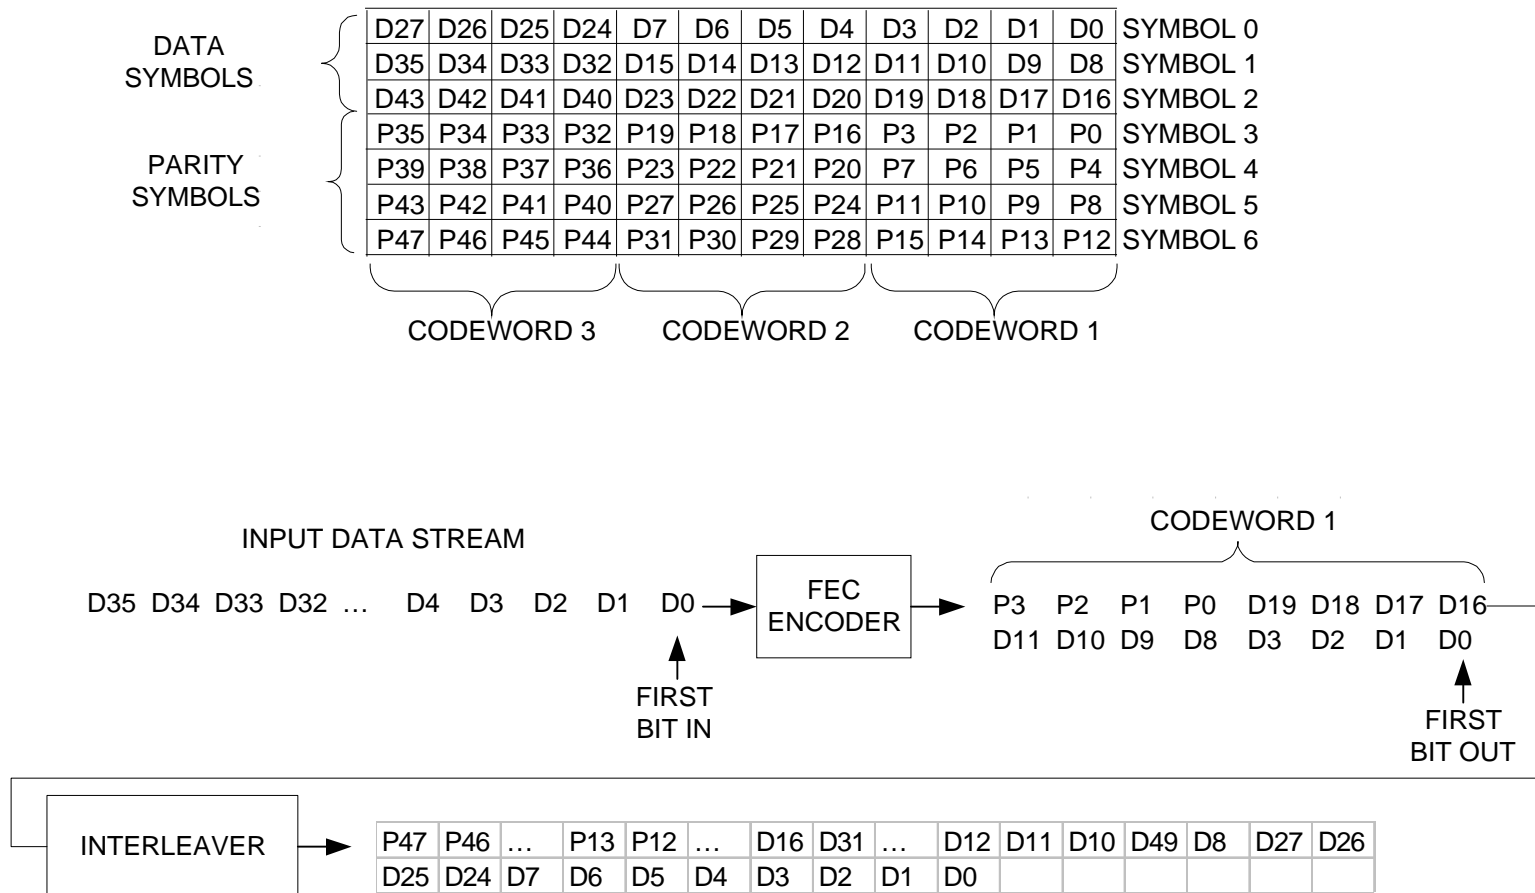 DATA
SYMBOLS
D27 D26 D25 D24 D7 D6 D5 D4 D3 D2 D1 D0 SYMBOL 0
D35 D34 D33 D32 D15 D14 D13 D12 D11 D10 D9 D8 SYMBOL 1
D43 D42 D41 D40 D23 D22 D21 D20 D19 D18 D17 D16 SYMBOL 2
PARITY
SYMBOLS
P35 P34 P33 P32 P19 P18 P17 P16 P3 P2 P1 P0 SYMBOL 3
P39 P38 P37 P36 P23 P22 P21 P20 P7 P6 P5 P4 SYMBOL 4
P43 P42 P41 P40 P27 P26 P25 P24 P11 P10 P9 P8 SYMBOL 5
P47 P46 P45 P44 P31 P30 P29 P28 P15 P14 P13 P12 SYMBOL 6
CODEWORD 3 CODEWORD 2 CODEWORD 1
INPUT DATA STREAM
D35 D34 D33 D32 … D4 D3 D2 D1 D0
FIRST
BIT IN
FEC
ENCODER
CODEWORD 1
P3 P2 P1 P0 D19 D18 D17 D16
D11 D10 D9 D8 D3 D2 D1 D0
FIRST
BIT OUT
INTERLEAVER
P47 P46 … P13 P12 … D16 D31 … D12 D11 D10 D49 D8 D27 D26
D25 D24 D7 D6 D5 D4 D3 D2 D1 D0